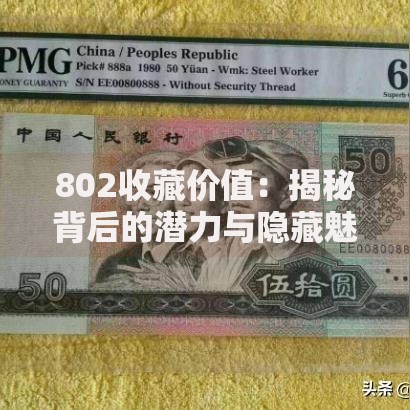 PMG
China / Peoples Republic
Pick# 888a 1980 50 Yüan - Wmk: Steel Worker
S/N EE00800888 - Without Security Thread
MONEY GUARANTY
6
Superb
中国人民银行
50
802收藏价值：揭秘
背后的潜力与隐藏魅
EE0080088
50
伍拾圆
头条